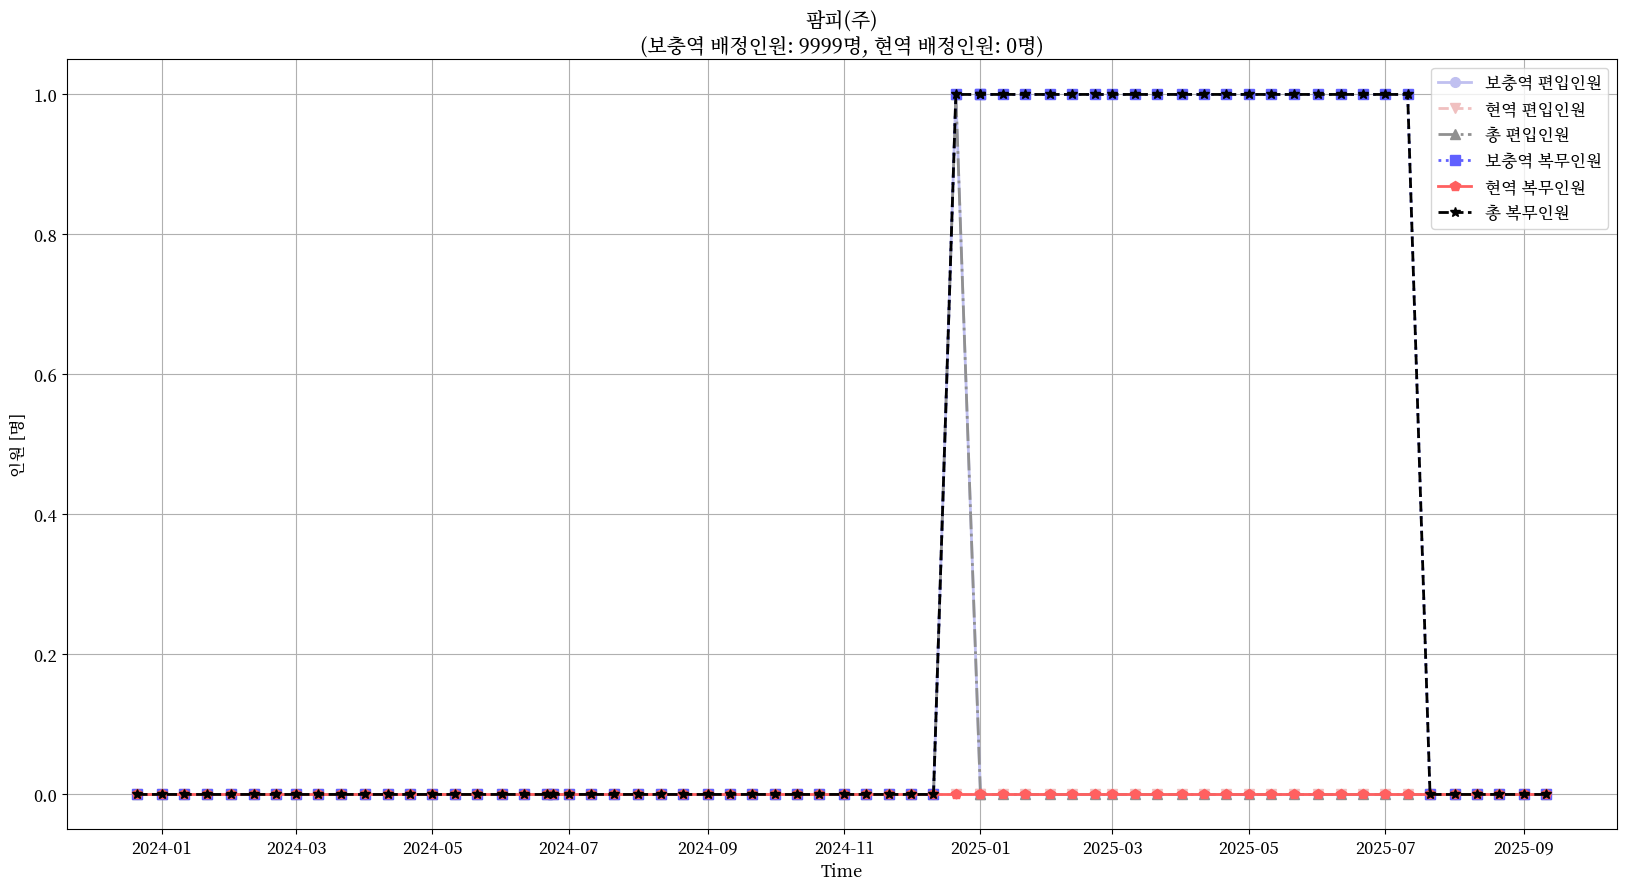 팜피(주)
(보충역 배정인원: 9999명, 현역 배정인원: 0명)
인원 [명]
1.0
0.8
0.6
0.4
0.2
0.0
보충역 편입인원
현역 편입인원
총 편입인원
보충역 복무인원
현역 복무인원
총 복무인원
2024-01
2024-03
2024-05
2024-07
2024-09
2024-11
2025-01
2025-03
2025-05
2025-07
2025-09
Time